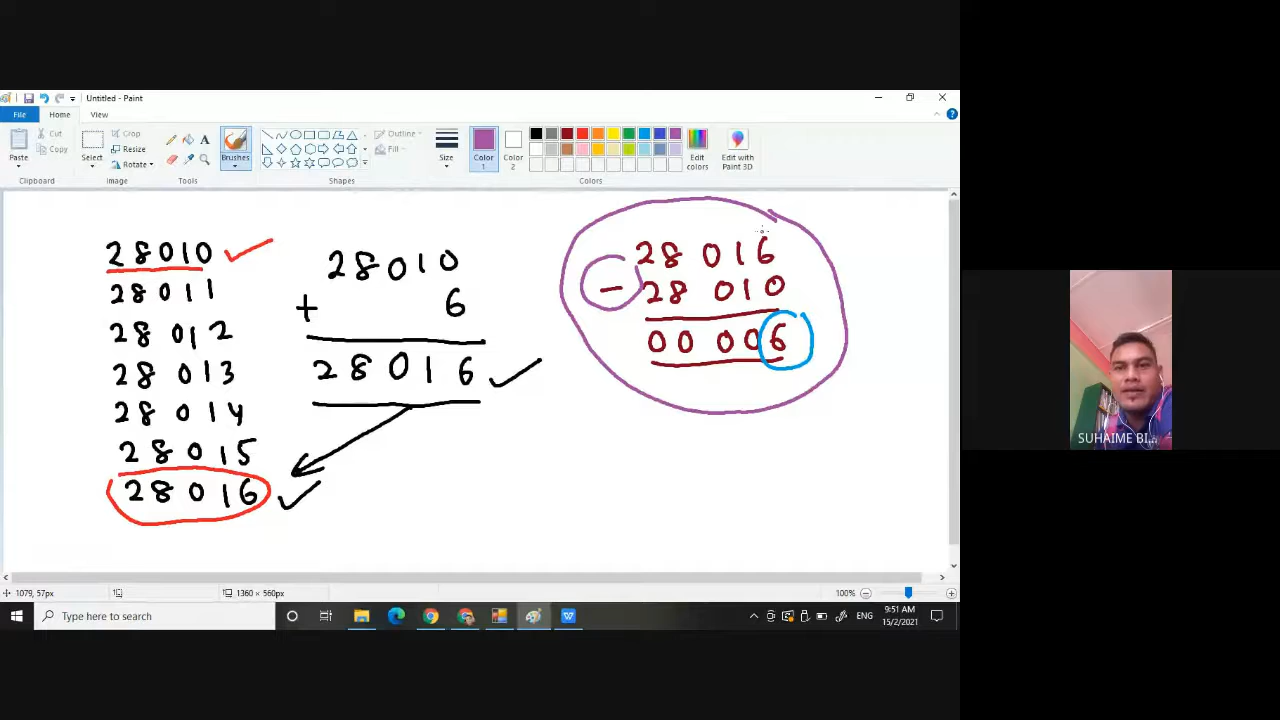 Untitled - Paint
File
Home
View
Paste
Cut
Copy
Clipboard
Select
Crop
Resize
Rotate
Image
Tools
Brushes
Shapes
Outline
Fill
Size
Color 1
Color 2
Colors
Edit colors
Edit with Paint 3D
28010
28011
28012
28013
28014
28015
28016
28010
+ 6
28016
28016
- 28010
00006
SUHAIME BI...
1079, 57px
1360 × 560px
100%
Type here to search
ENG
9:51 AM
15/2/2021